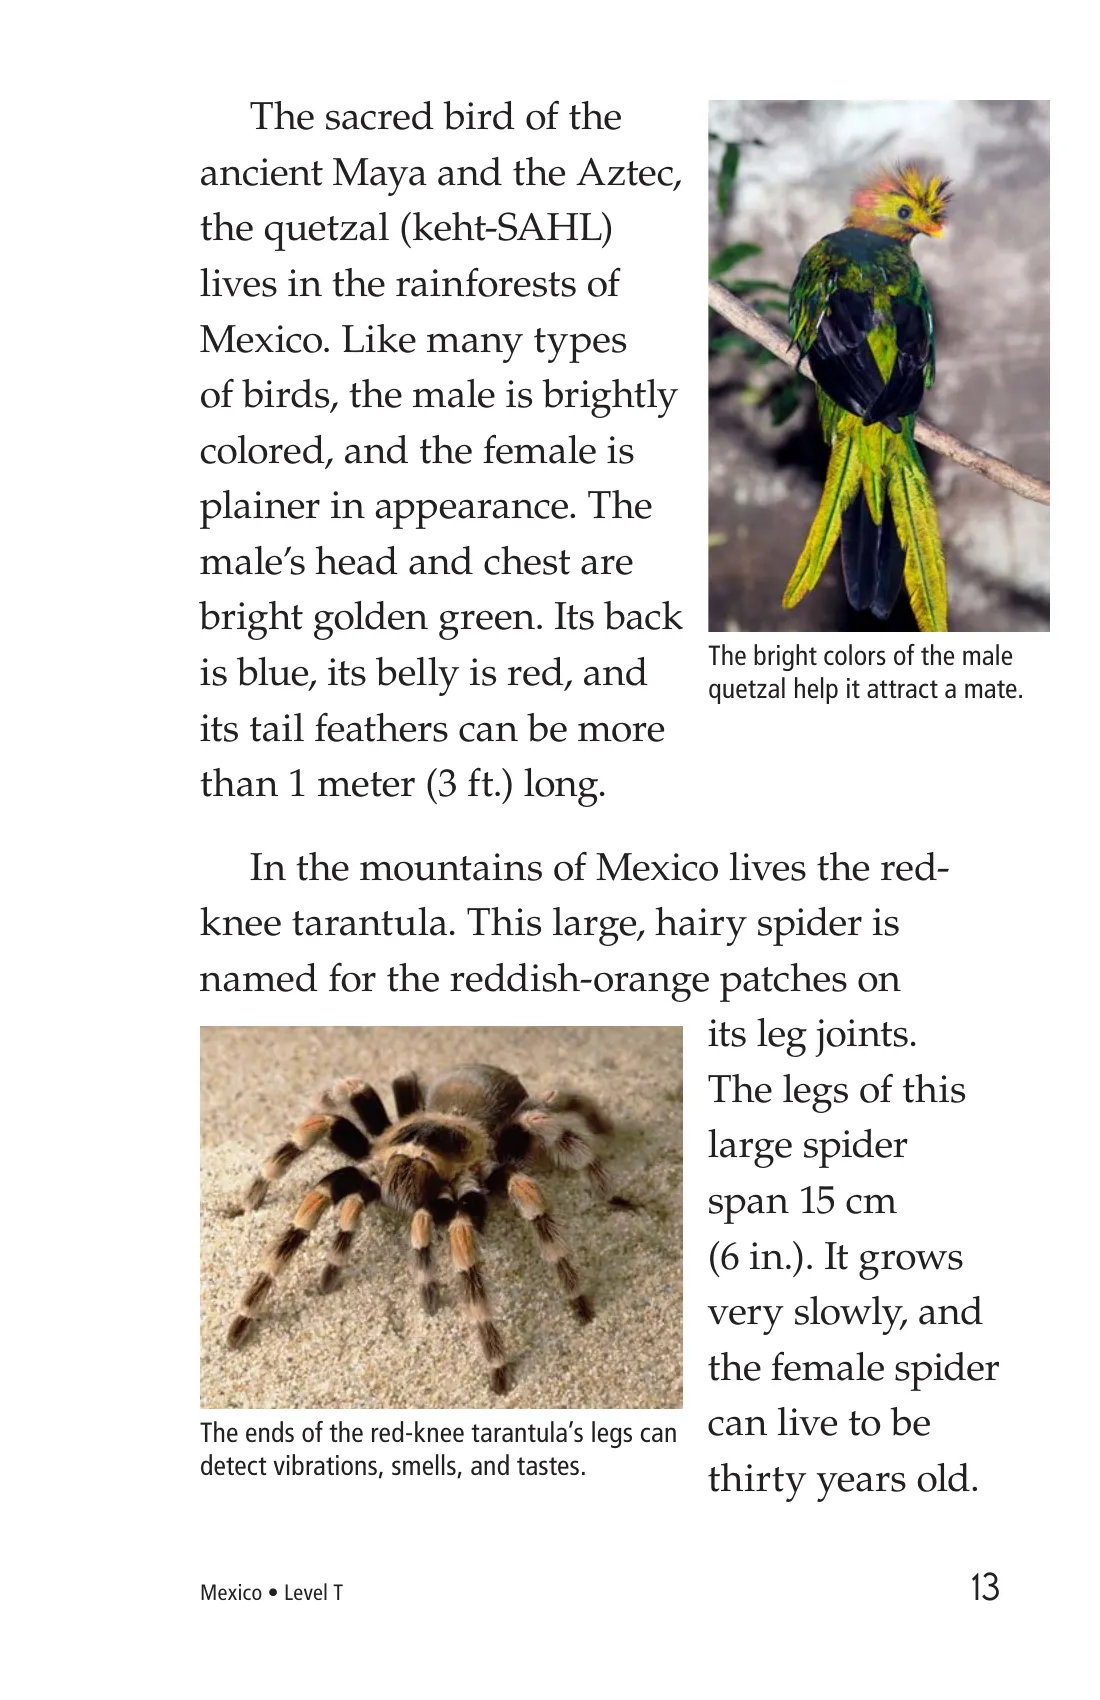 The sacred bird of the
ancient Maya and the Aztec,
the quetzal (keht-SAHL)
lives in the rainforests of
Mexico. Like many types
of birds, the male is brightly
colored, and the female is
plainer in appearance. The
male’s head and chest are
bright golden green. Its back
is blue, its belly is red, and
its tail feathers can be more
than 1 meter (3 ft.) long.
The bright colors of the male
quetzal help it attract a mate.
In the mountains of Mexico lives the red-
knee tarantula. This large, hairy spider is
named for the reddish-orange patches on
its leg joints.
The legs of this
large spider
span 15 cm
(6 in.). It grows
very slowly, and
the female spider
can live to be
thirty years old.
The ends of the red-knee tarantula’s legs can
detect vibrations, smells, and tastes.
Mexico • Level T
13